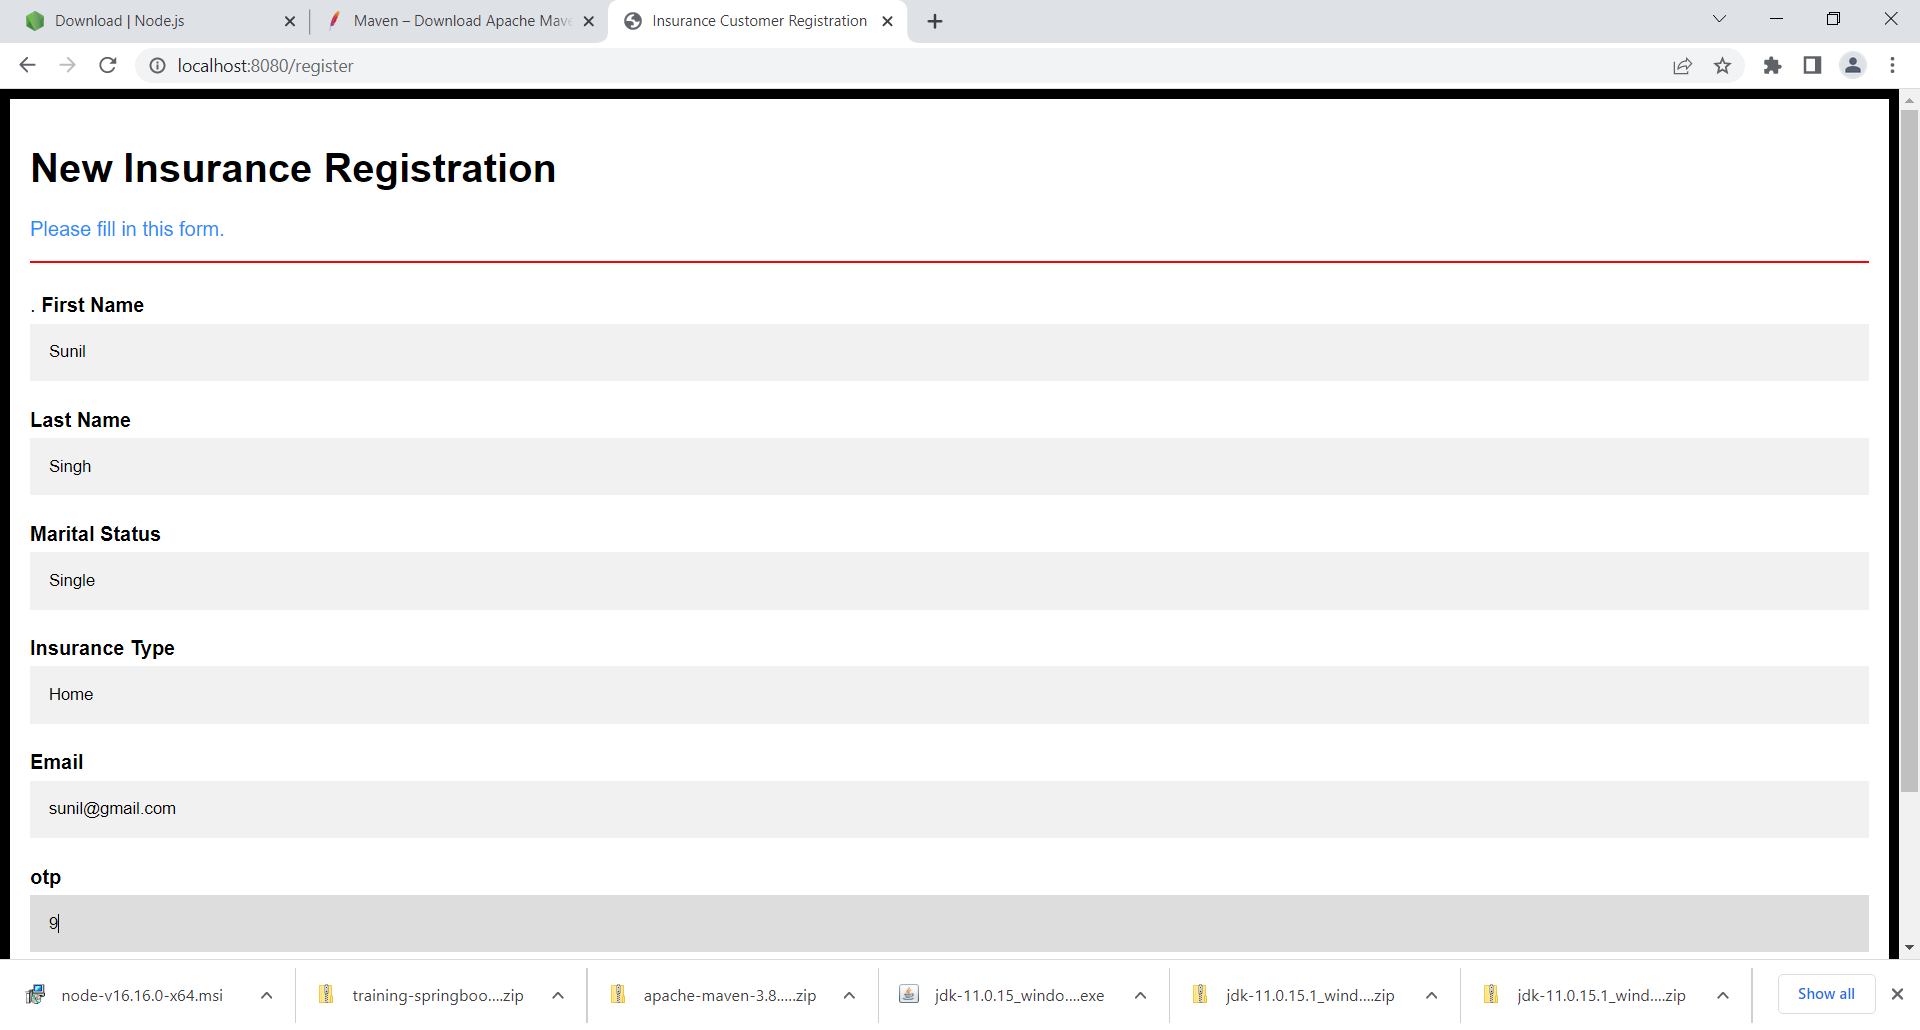 Download | Node.js
Maven – Download Apache Mav
Insurance Customer Registration
localhost:8080/register
New Insurance Registration
Please fill in this form.
. First Name
Sunil
Last Name
Singh
Marital Status
Single
Insurance Type
Home
Email
sunil@gmail.com
otp
9
node-v16.16.0-x64.msi
training-springboo....zip
apache-maven-3.8.....zip
jdk-11.0.15_windo....exe
jdk-11.0.15.1_wind....zip
jdk-11.0.15.1_wind....zip
Show all